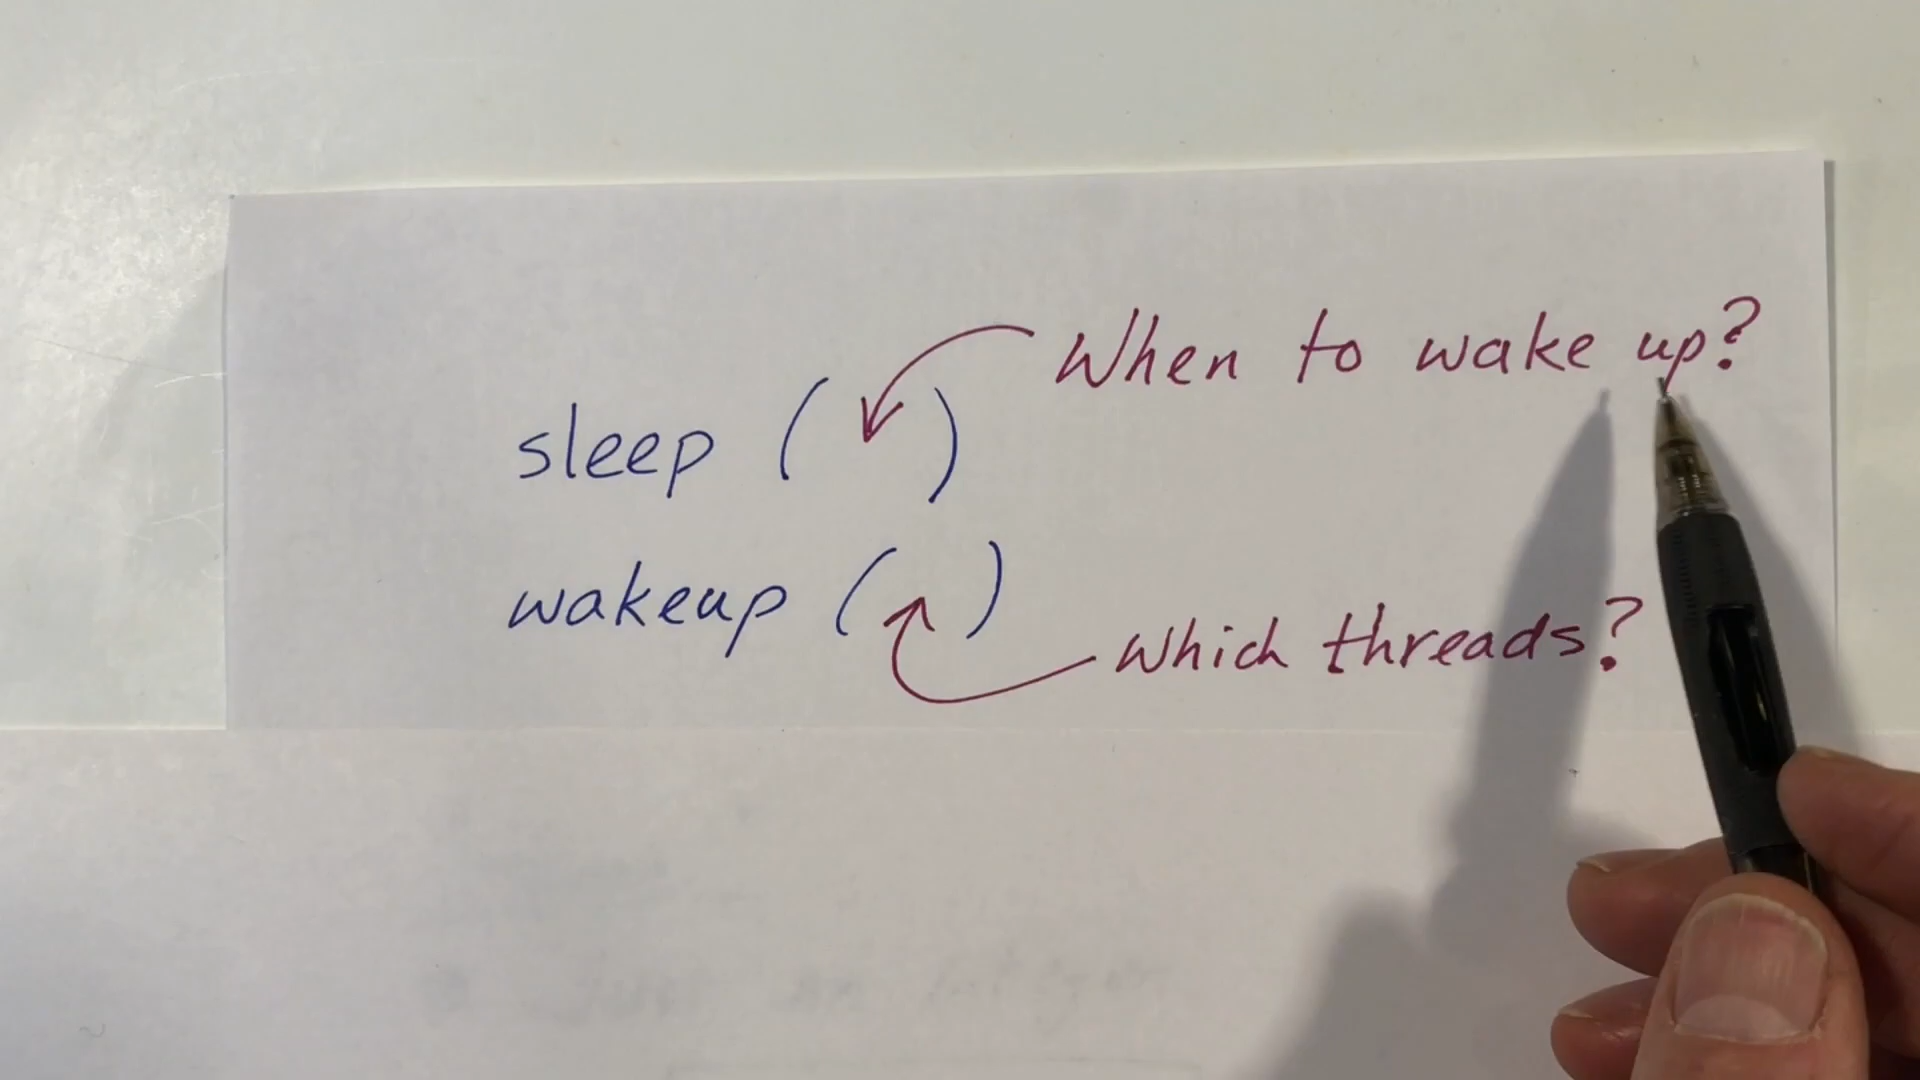 When to wake up?
sleep ( )
wakeup ( )
Which threads?